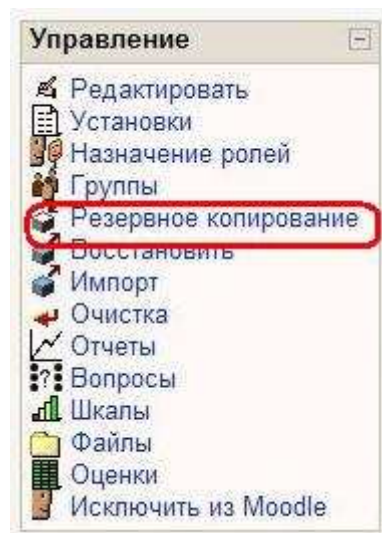 Управление
Редактировать
Установки
Назначение ролей
Группы
Резервное копирование
Восстановить
Импорт
Очистка
Отчеты
Вопросы
Шкалы
Файлы
Оценки
Исключить из Moodle